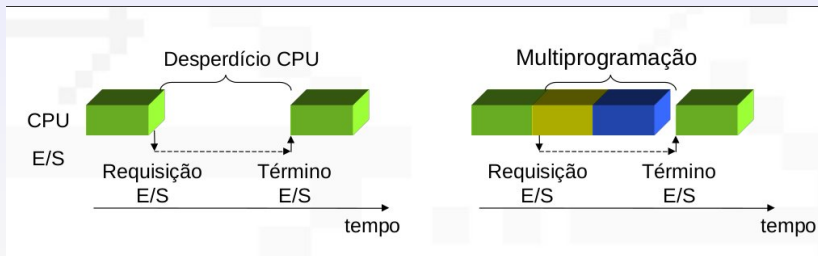 Desperdício CPU
CPU
E/S
Requisição
E/S
Término
E/S
tempo
Multiprogramação
Requisição
E/S
Término
E/S
tempo